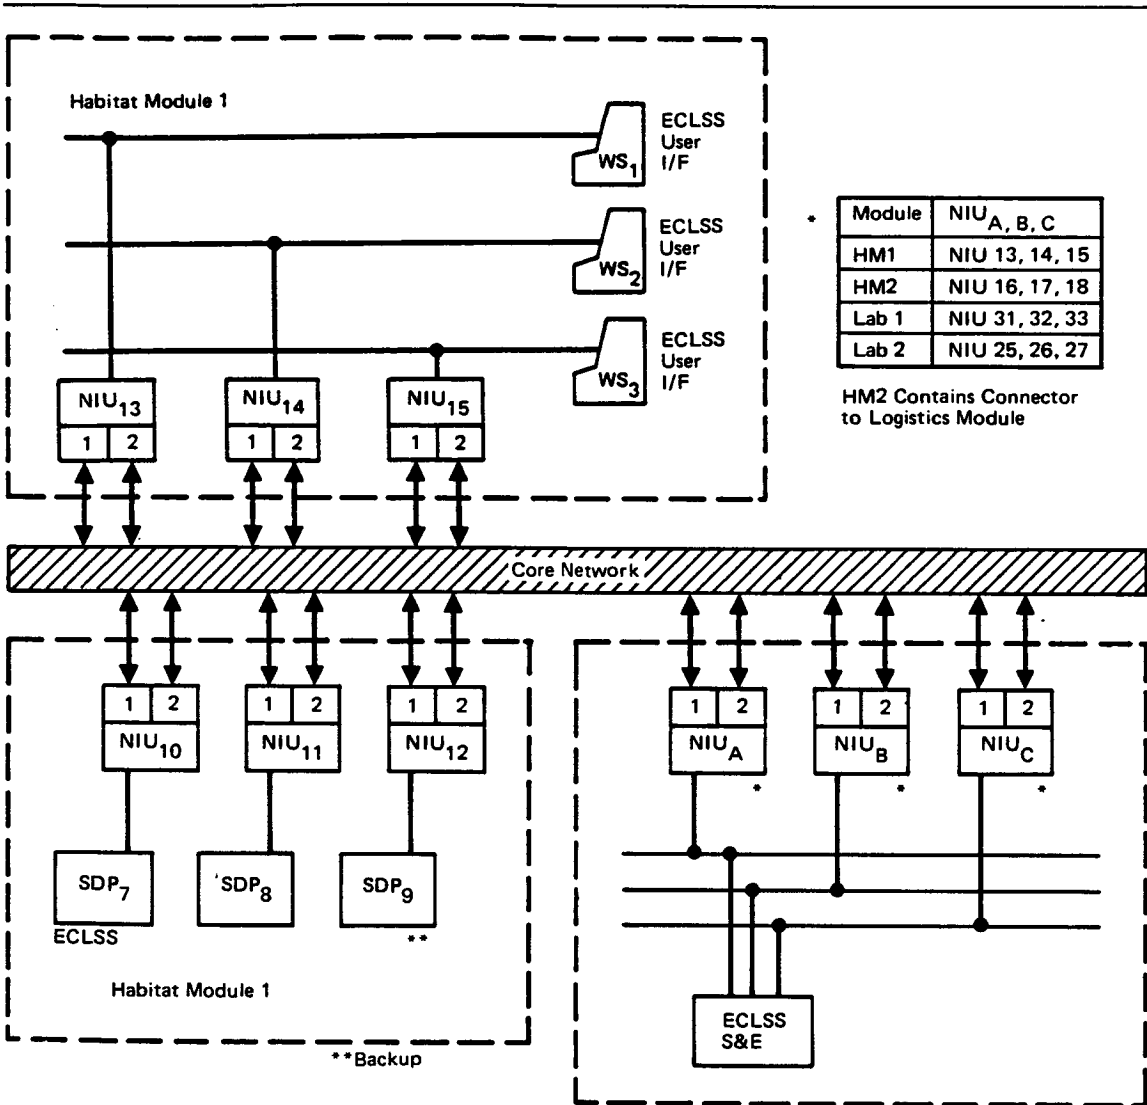 Habitat Module 1
WS1
ECLSS
User
I/F
WS2
ECLSS
User
I/F
WS3
ECLSS
User
I/F
NIU13
1 2
NIU14
1 2
NIU15
1 2
*
Module NIU A, B, C
HM1 NIU 13, 14, 15
HM2 NIU 16, 17, 18
Lab 1 NIU 31, 32, 33
Lab 2 NIU 25, 26, 27
HM2 Contains Connector
to Logistics Module
Core Network
1 2
NIU10
1 2
NIU11
1 2
NIU12
SDP7
ECLSS
SDP8
SDP9
**
Habitat Module 1
**Backup
1 2
NIUA
*
1 2
NIUB
*
1 2
NIUC
*
ECLSS
S&E